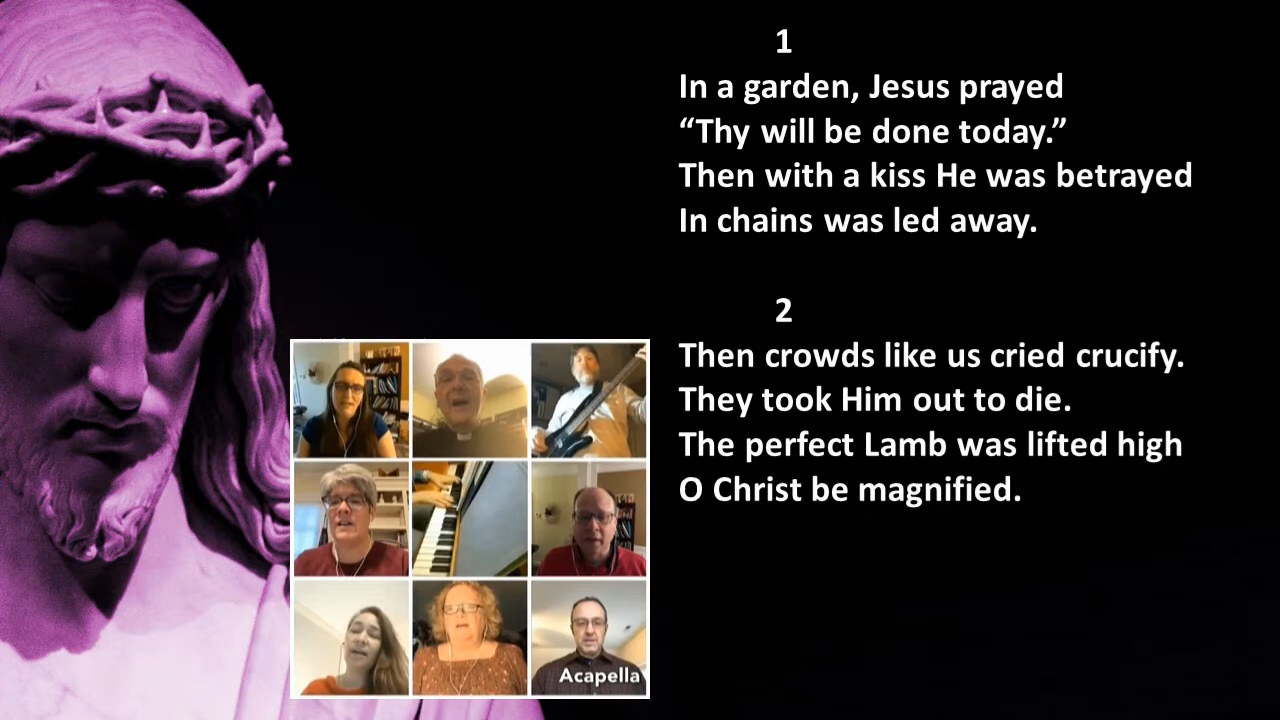 1
In a garden, Jesus prayed
“Thy will be done today.”
Then with a kiss He was betrayed
In chains was led away.
2
Then crowds like us cried crucify.
They took Him out to die.
The perfect Lamb was lifted high
O Christ be magnified.
Acapella